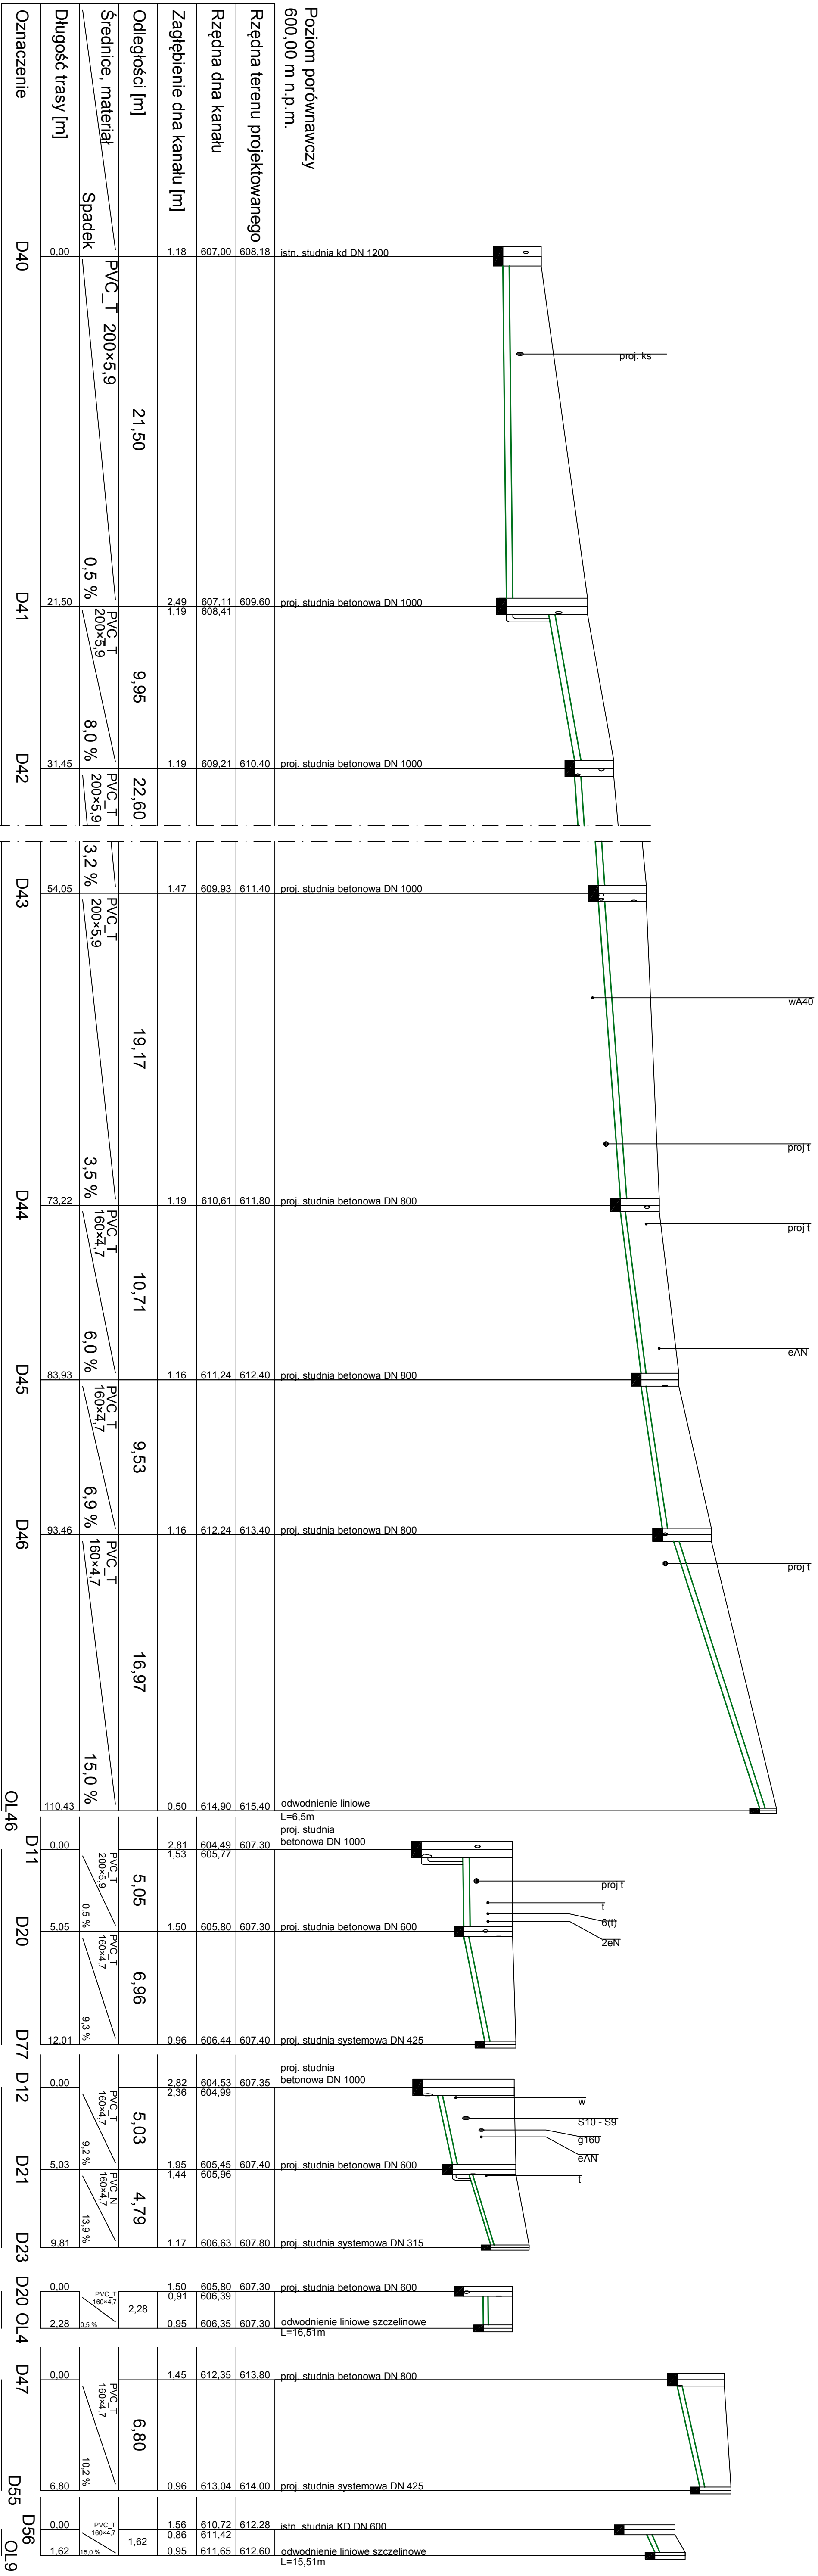 Poziom porównawczy
600,00 m n.p.m.
Rzędna terenu projektowanego
Rzędna dna kanału
Zagłębienie dna kanału [m]
Odległości [m]
Średnice, materiał
Spadek
Długość trasy [m]
Oznaczenie
istn. studnia kd DN 1200
608,18
607,00
1,18
0,00
D40
proj. ks
PVC_T 200×5,9
21,50
0,5 %
proj. studnia betonowa DN 1000
609,60
607,11
608,41
2,49
1,19
21,50
D41
PVC_T
200×5,9
9,95
8,0 %
proj. studnia betonowa DN 1000
610,40
609,21
1,19
31,45
D42
PVC_T
200×5,9
22,60
3,2 %
proj. studnia betonowa DN 1000
611,40
609,93
1,47
54,05
D43
wA40
proj t
PVC_T
200×5,9
19,17
3,5 %
proj. studnia betonowa DN 800
611,80
610,61
1,19
73,22
D44
proj t
eAN
PVC_T
160×4,7
10,71
6,0 %
proj. studnia betonowa DN 800
612,40
611,24
1,16
83,93
D45
PVC_T
160×4,7
9,53
6,9 %
proj. studnia betonowa DN 800
613,40
612,24
1,16
93,46
D46
proj t
PVC_T
160×4,7
16,97
15,0 %
odwodnienie liniowe
L=6,5m
615,40
614,90
0,50
110,43
OL46
proj. studnia
betonowa DN 1000
607,30
604,49
605,77
2,81
1,53
0,00
D11
proj t
t
6(t)
2eN
PVC_T
200×5,9
5,05
0,5 %
proj. studnia betonowa DN 600
607,30
605,80
1,50
5,05
D20
PVC_T
160×4,7
6,96
9,3 %
proj. studnia systemowa DN 425
607,40
606,44
0,96
12,01
D77
proj. studnia
betonowa DN 1000
607,35
604,53
604,99
2,82
2,36
0,00
D12
w
S10 - S9
g160
eAN
t
PVC_T
160×4,7
5,03
9,2 %
proj. studnia betonowa DN 600
607,40
605,45
605,96
1,95
1,44
5,03
D21
PVC_N
160×4,7
4,79
13,9 %
proj. studnia systemowa DN 315
607,80
606,63
1,17
9,81
D23
proj. studnia betonowa DN 600
607,30
605,80
606,39
1,50
0,91
0,00
D20
PVC_T
160×4,7
2,28
0,5 %
odwodnienie liniowe szczelinowe
L=16,51m
607,30
606,35
0,95
2,28
OL4
proj. studnia betonowa DN 800
613,80
612,35
1,45
0,00
D47
PVC_T
160×4,7
6,80
10,2 %
proj. studnia systemowa DN 425
614,00
613,04
0,96
6,80
D55
istn. studnia KD DN 600
612,28
610,72
611,42
1,56
0,86
0,00
D56
PVC_T
160×4,7
1,62
15,0 %
odwodnienie liniowe szczelinowe
L=15,51m
612,60
611,65
0,95
1,62
OL9